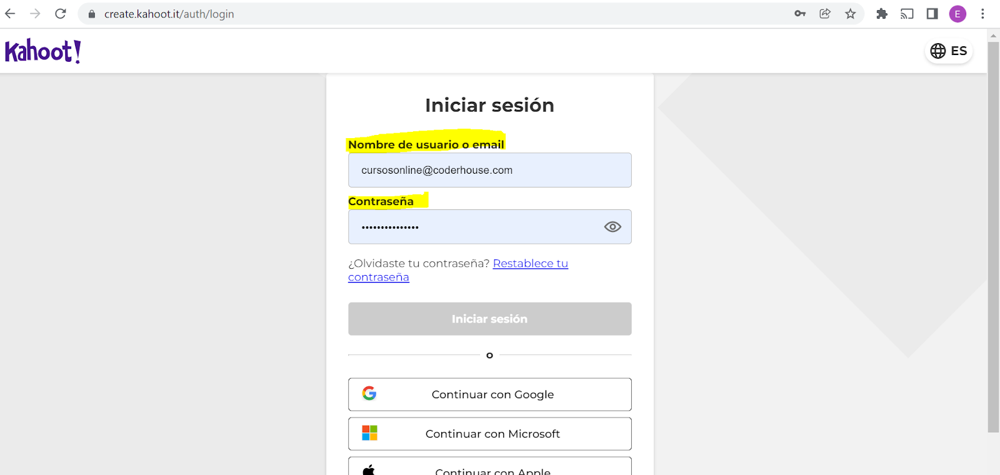 create.kahoot.it/auth/login
E
Kahoot!
ES
Iniciar sesión
Nombre de usuario o email
cursosonline@coderhouse.com
Contraseña
•••••••••••••••
¿Olvidaste tu contraseña? Restablece tu
contraseña
Iniciar sesión
o
Continuar con Google
Continuar con Microsoft
Continuar con Apple